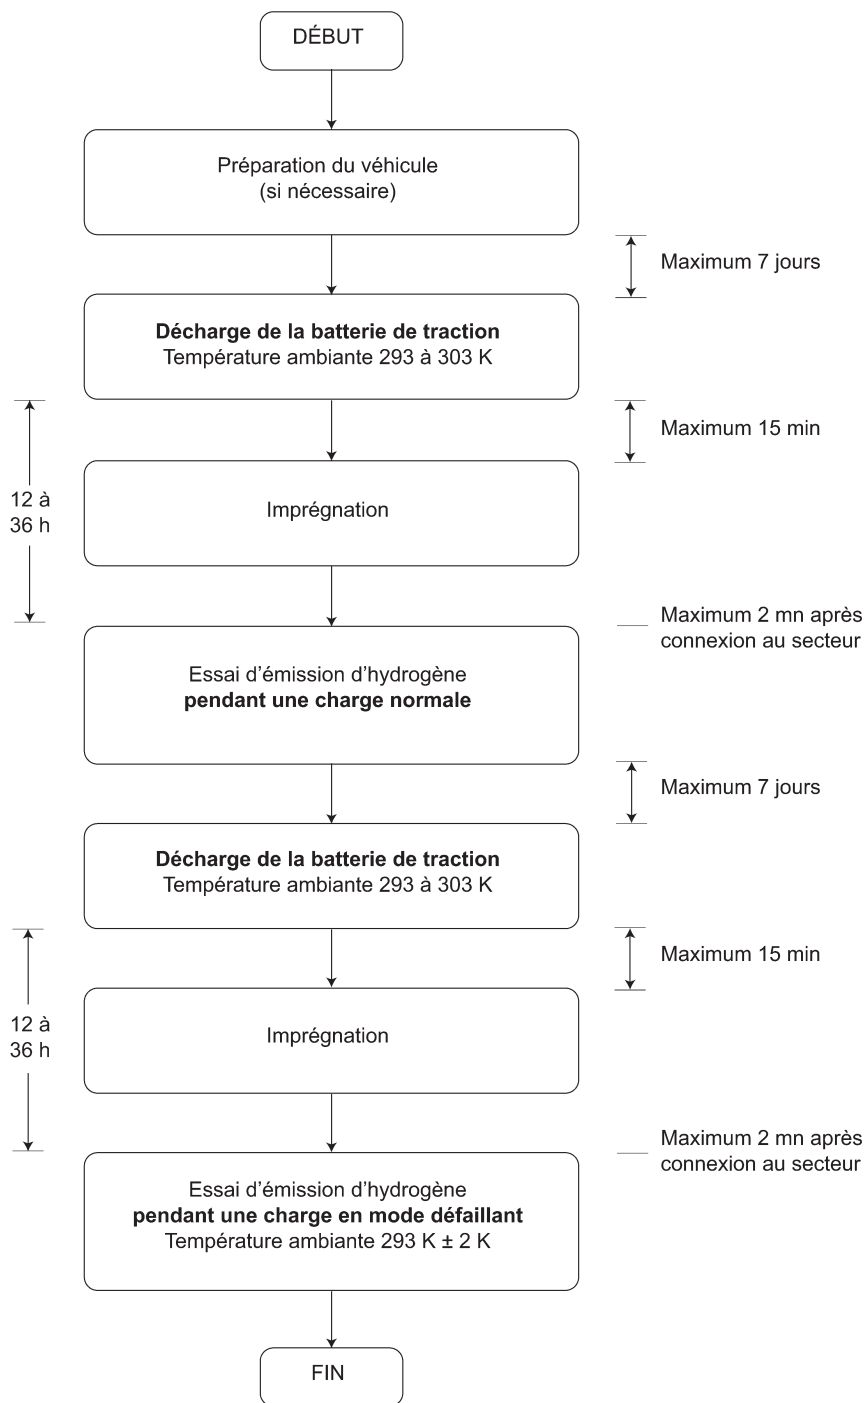 DÉBUT
Préparation du véhicule
(si nécessaire)
Maximum 7 jours
Décharge de la batterie de traction
Température ambiante 293 à 303 K
Maximum 15 min
12 à
36 h
Imprégnation
Maximum 2 mn après
connexion au secteur
Essai d’émission d’hydrogène
pendant une charge normale
Maximum 7 jours
Décharge de la batterie de traction
Température ambiante 293 à 303 K
Maximum 15 min
12 à
36 h
Imprégnation
Maximum 2 mn après
connexion au secteur
Essai d’émission d’hydrogène
pendant une charge en mode défaillant
Température ambiante 293 K ± 2 K
FIN